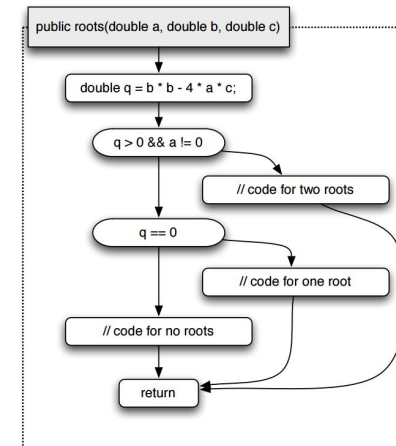 public roots(double a, double b, double c)
double q = b * b - 4 * a * c;
q > 0 && a != 0
// code for two roots
q == 0
// code for one root
// code for no roots
return